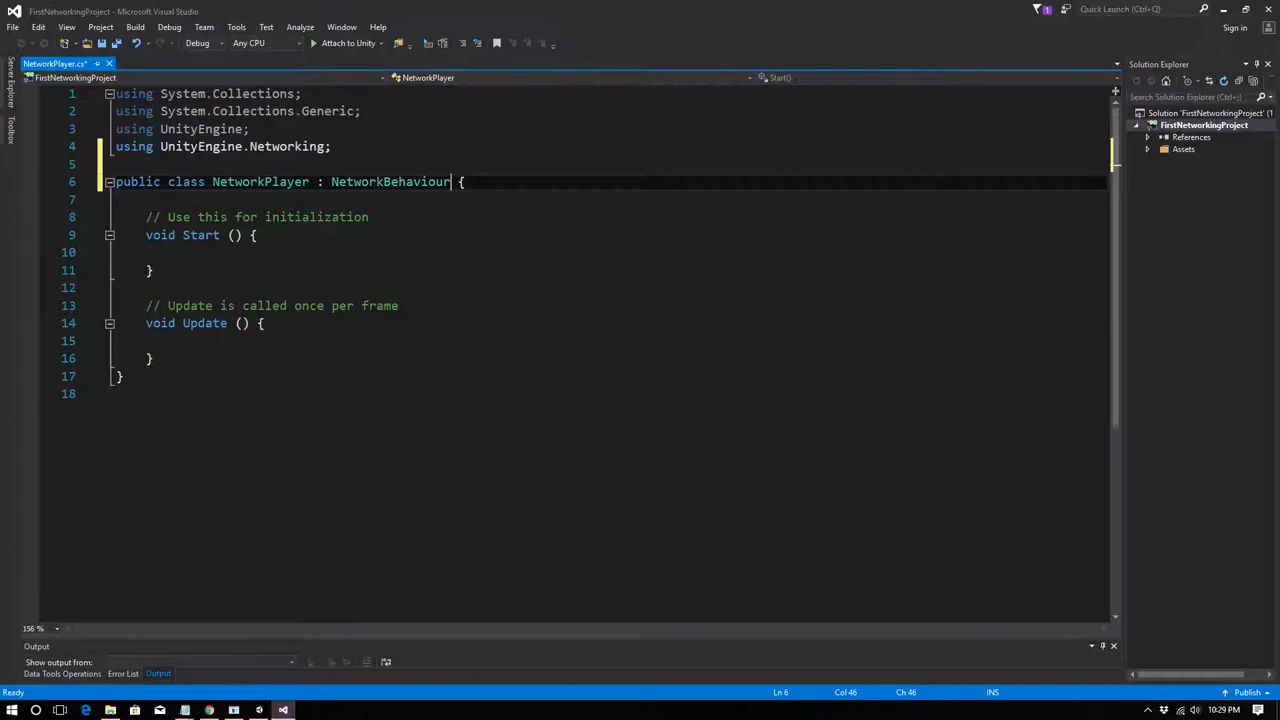 FirstNetworkingProject - Microsoft Visual Studio
Quick Launch (Ctrl+Q)
File Edit View Project Build Debug Team Tools Test Analyze Window Help
Sign in
Debug Any CPU Attach to Unity
NetworkPlayer.cs*
Solution Explorer
FirstNetworkingProject NetworkPlayer Start()
Server Explorer
Toolbox
Search Solution Explorer (Ctrl+;)
Solution 'FirstNetworkingProject' (1
FirstNetworkingProject
References
Assets
1 using System.Collections;
2 using System.Collections.Generic;
3 using UnityEngine;
4 using UnityEngine.Networking;
5
6 public class NetworkPlayer : NetworkBehaviour {
7
8 // Use this for initialization
9 void Start () {
10
11 }
12
13 // Update is called once per frame
14 void Update () {
15
16 }
17 }
18
156 %
Output
Show output from:
Data Tools Operations Error List Output
Ready Ln 6 Col 46 Ch 46 INS Publish
10:29 PM